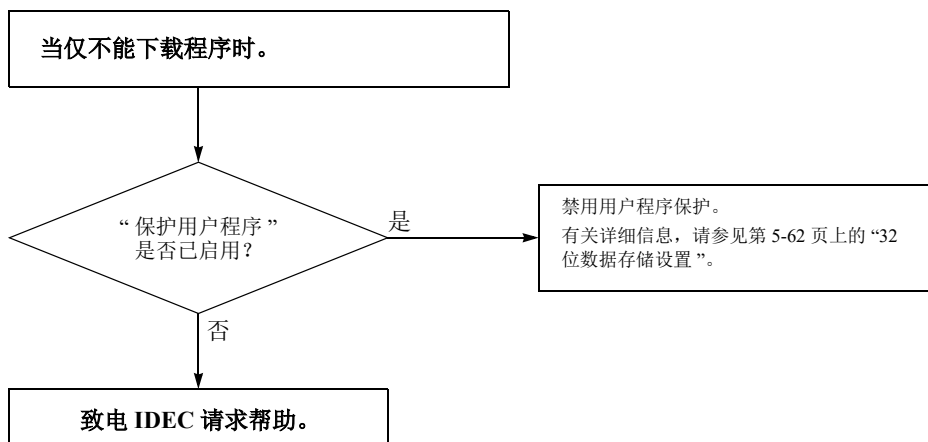 当仅不能下载程序时。
“ 保护用户程序 ”
是否已启用？
是
禁用用户程序保护。
有关详细信息，请参见第 5-62 页上的 “32
位数据存储设置 ”。
否
致电 IDEC 请求帮助。